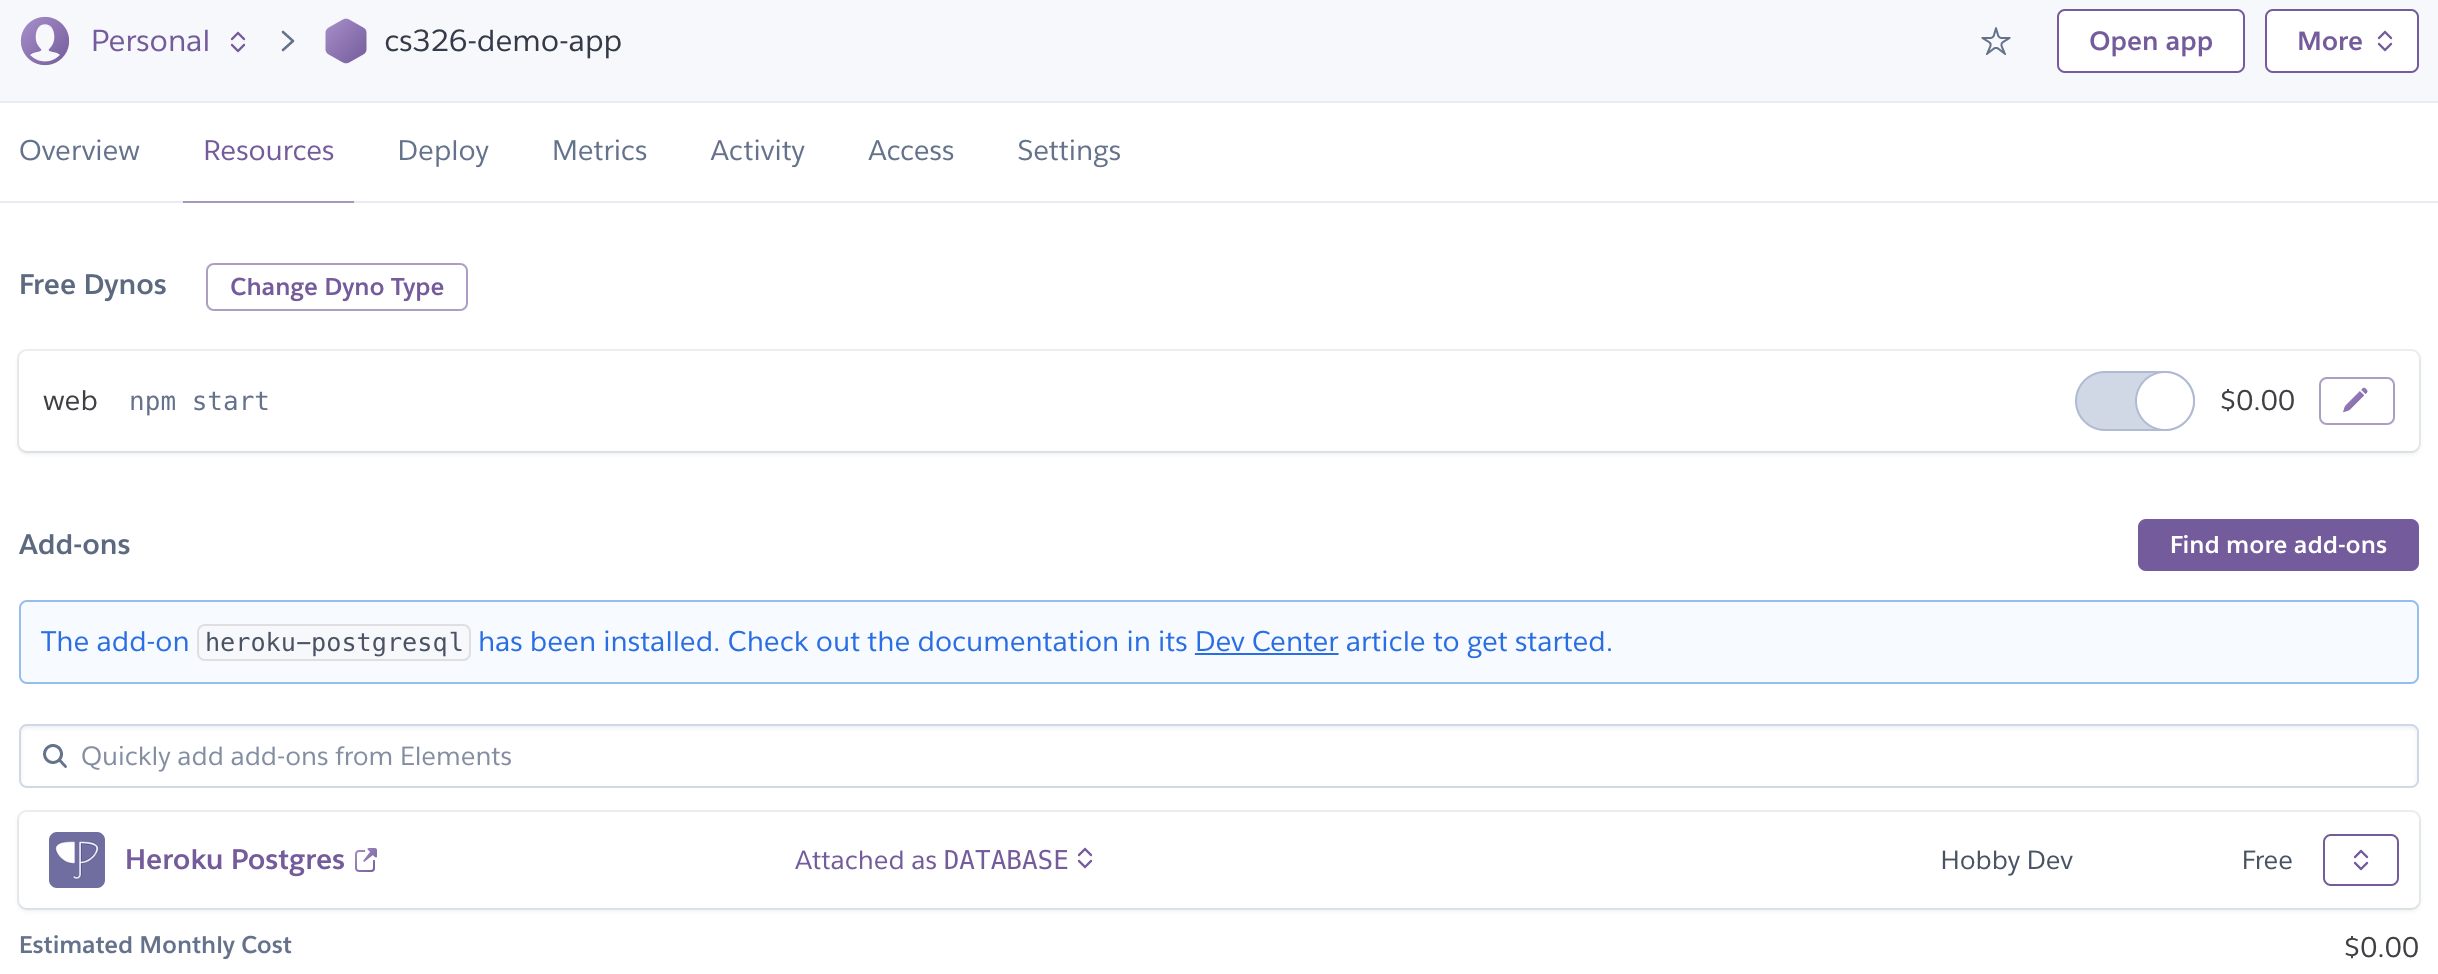 Personal cs326-demo-app Open app More
Overview Resources Deploy Metrics Activity Access Settings
Free Dynos Change Dyno Type
web npm start $0.00
Add-ons Find more add-ons
The add-on heroku-postgresql has been installed. Check out the documentation in its Dev Center article to get started.
Quickly add add-ons from Elements
Heroku Postgres Attached as DATABASE Hobby Dev Free
Estimated Monthly Cost $0.00